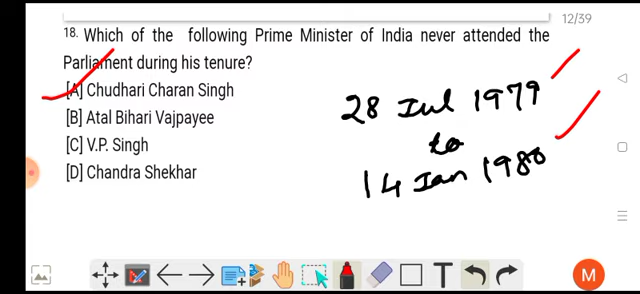 12/39
18. Which of the following Prime Minister of India never attended the
Parliament during his tenure?
[A] Chudhari Charan Singh
[B] Atal Bihari Vajpayee
[C] V.P. Singh
[D] Chandra Shekhar
28 Jul 1979
to
14 Jan 1980
T
M